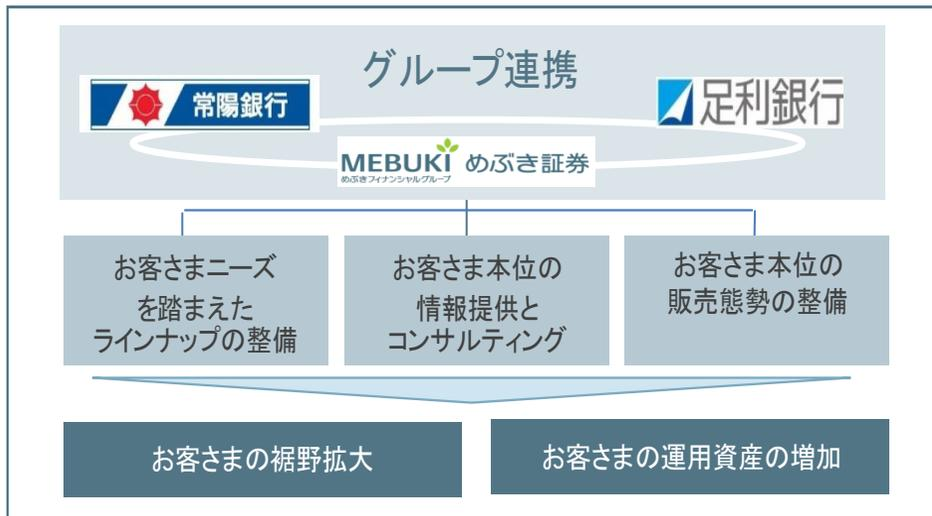 グループ連携
常陽銀行
足利銀行
MEBUKI めぶき証券
めぶきフィナンシャルグループ
お客さまニーズ
を踏まえた
ラインナップの整備
お客さま本位の
情報提供と
コンサルティング
お客さま本位の
販売態勢の整備
お客さまの裾野拡大
お客さまの運用資産の増加